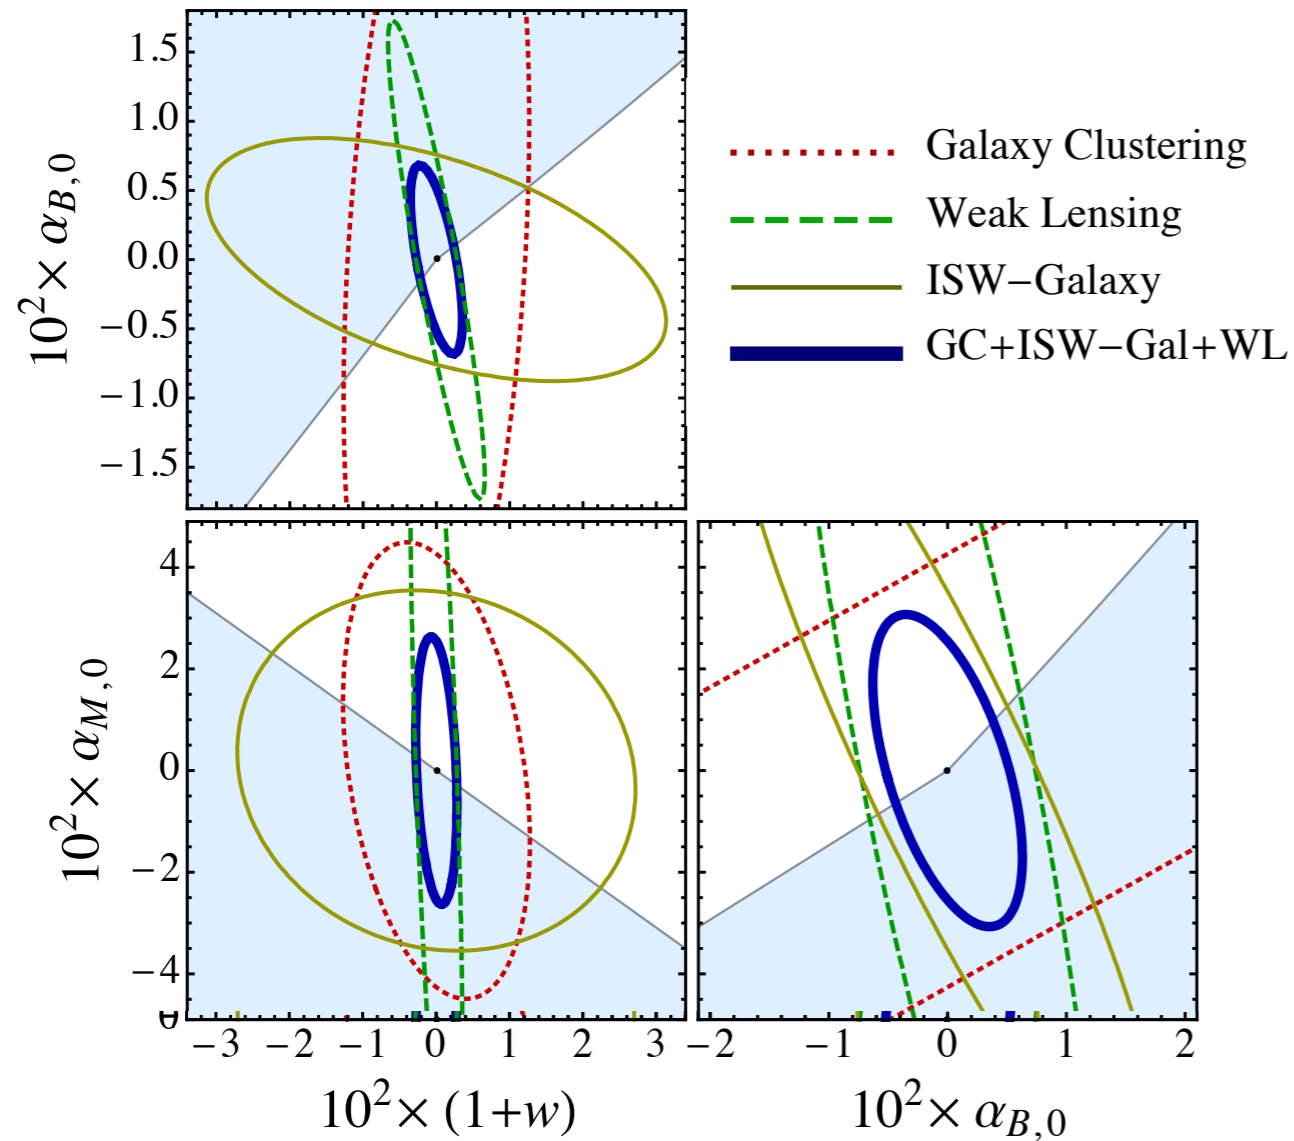 1.5
1.0
0.5
0.0
−0.5
−1.0
−1.5
10² × α_{B,0}
Galaxy Clustering
Weak Lensing
ISW−Galaxy
GC+ISW−Gal+WL
4
2
0
−2
−4
10² × α_{M,0}
−3 −2 −1 0 1 2 3
10² × (1+w)
−2 −1 0 1 2
10² × α_{B,0}